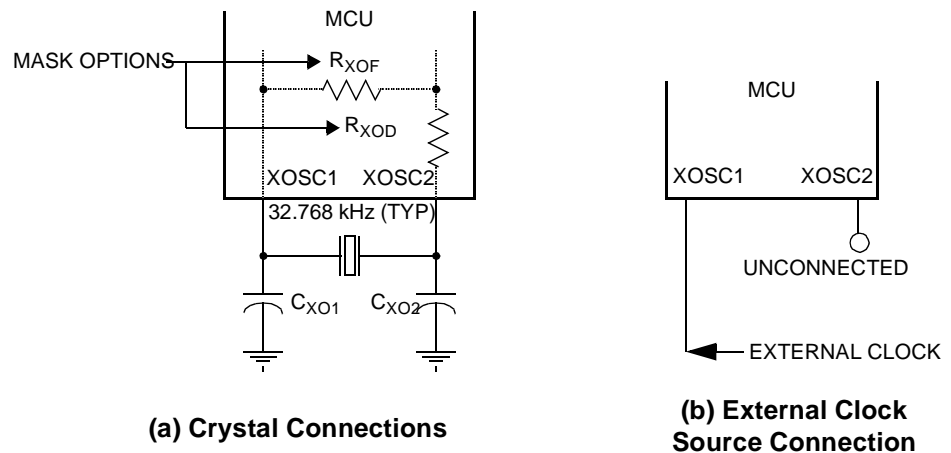 MCU
MASK OPTIONS
RXOF
RXOD
XOSC1 XOSC2
32.768 kHz (TYP)
CXO1 CXO2
(a) Crystal Connections
MCU
XOSC1 XOSC2
UNCONNECTED
EXTERNAL CLOCK
(b) External Clock
Source Connection